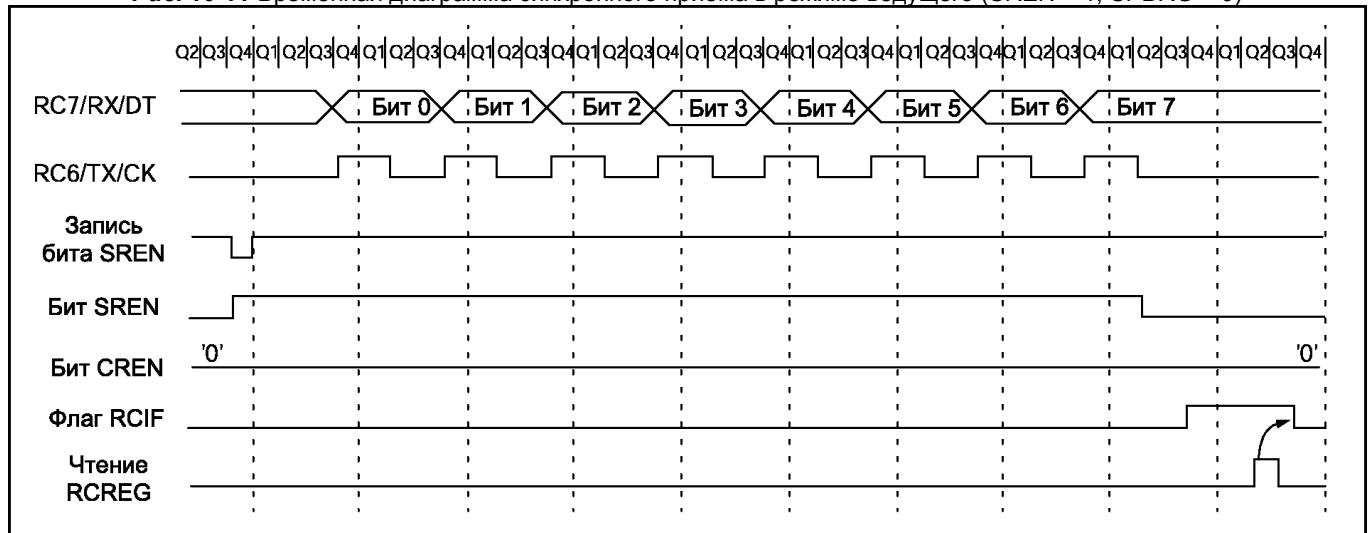 Q2|Q3|Q4|Q1|Q2|Q3|Q4|Q1|Q2|Q3|Q4|Q1|Q2|Q3|Q4|Q1|Q2|Q3|Q4|Q1|Q2|Q3|Q4|Q1|Q2|Q3|Q4|Q1|Q2|Q3|Q4|Q1|Q2|Q3|Q4|Q1|Q2|Q3|Q4|Q1|Q2|Q3|Q4|
RC7/RX/DT Бит 0 Бит 1 Бит 2 Бит 3 Бит 4 Бит 5 Бит 6 Бит 7
RC6/TX/CK
Запись
бита SREN
Бит SREN
'0' '0'
Бит CREN
Флаг RCIF
Чтение
RCREG